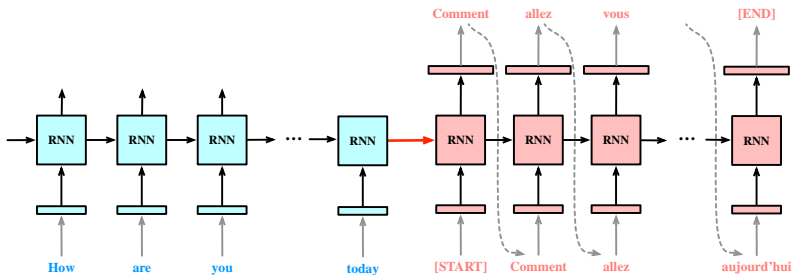 Comment allez vous [END]
RNN RNN RNN ... RNN RNN RNN RNN ... RNN
How are you today [START] Comment allez aujourd'hui